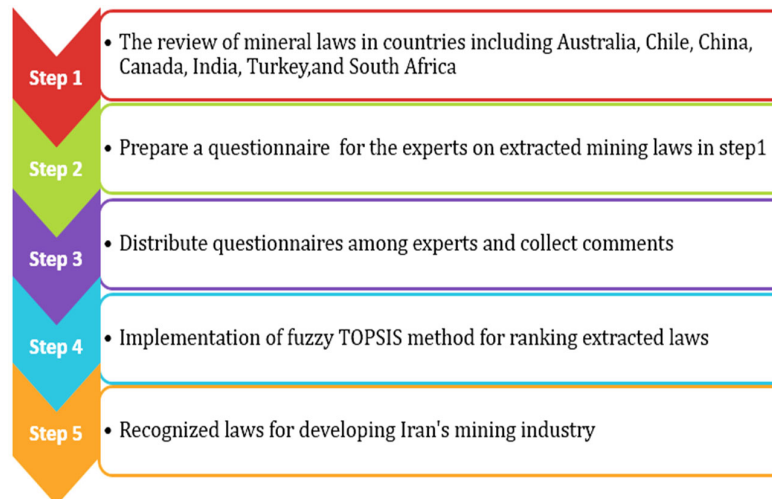 Step 1
• The review of mineral laws in countries including Australia, Chile, China,
Canada, India, Turkey,and South Africa
Step 2
• Prepare a questionnaire for the experts on extracted mining laws in step1
Step 3
• Distribute questionnaires among experts and collect comments
Step 4
• Implementation of fuzzy TOPSIS method for ranking extracted laws
Step 5
• Recognized laws for developing Iran's mining industry